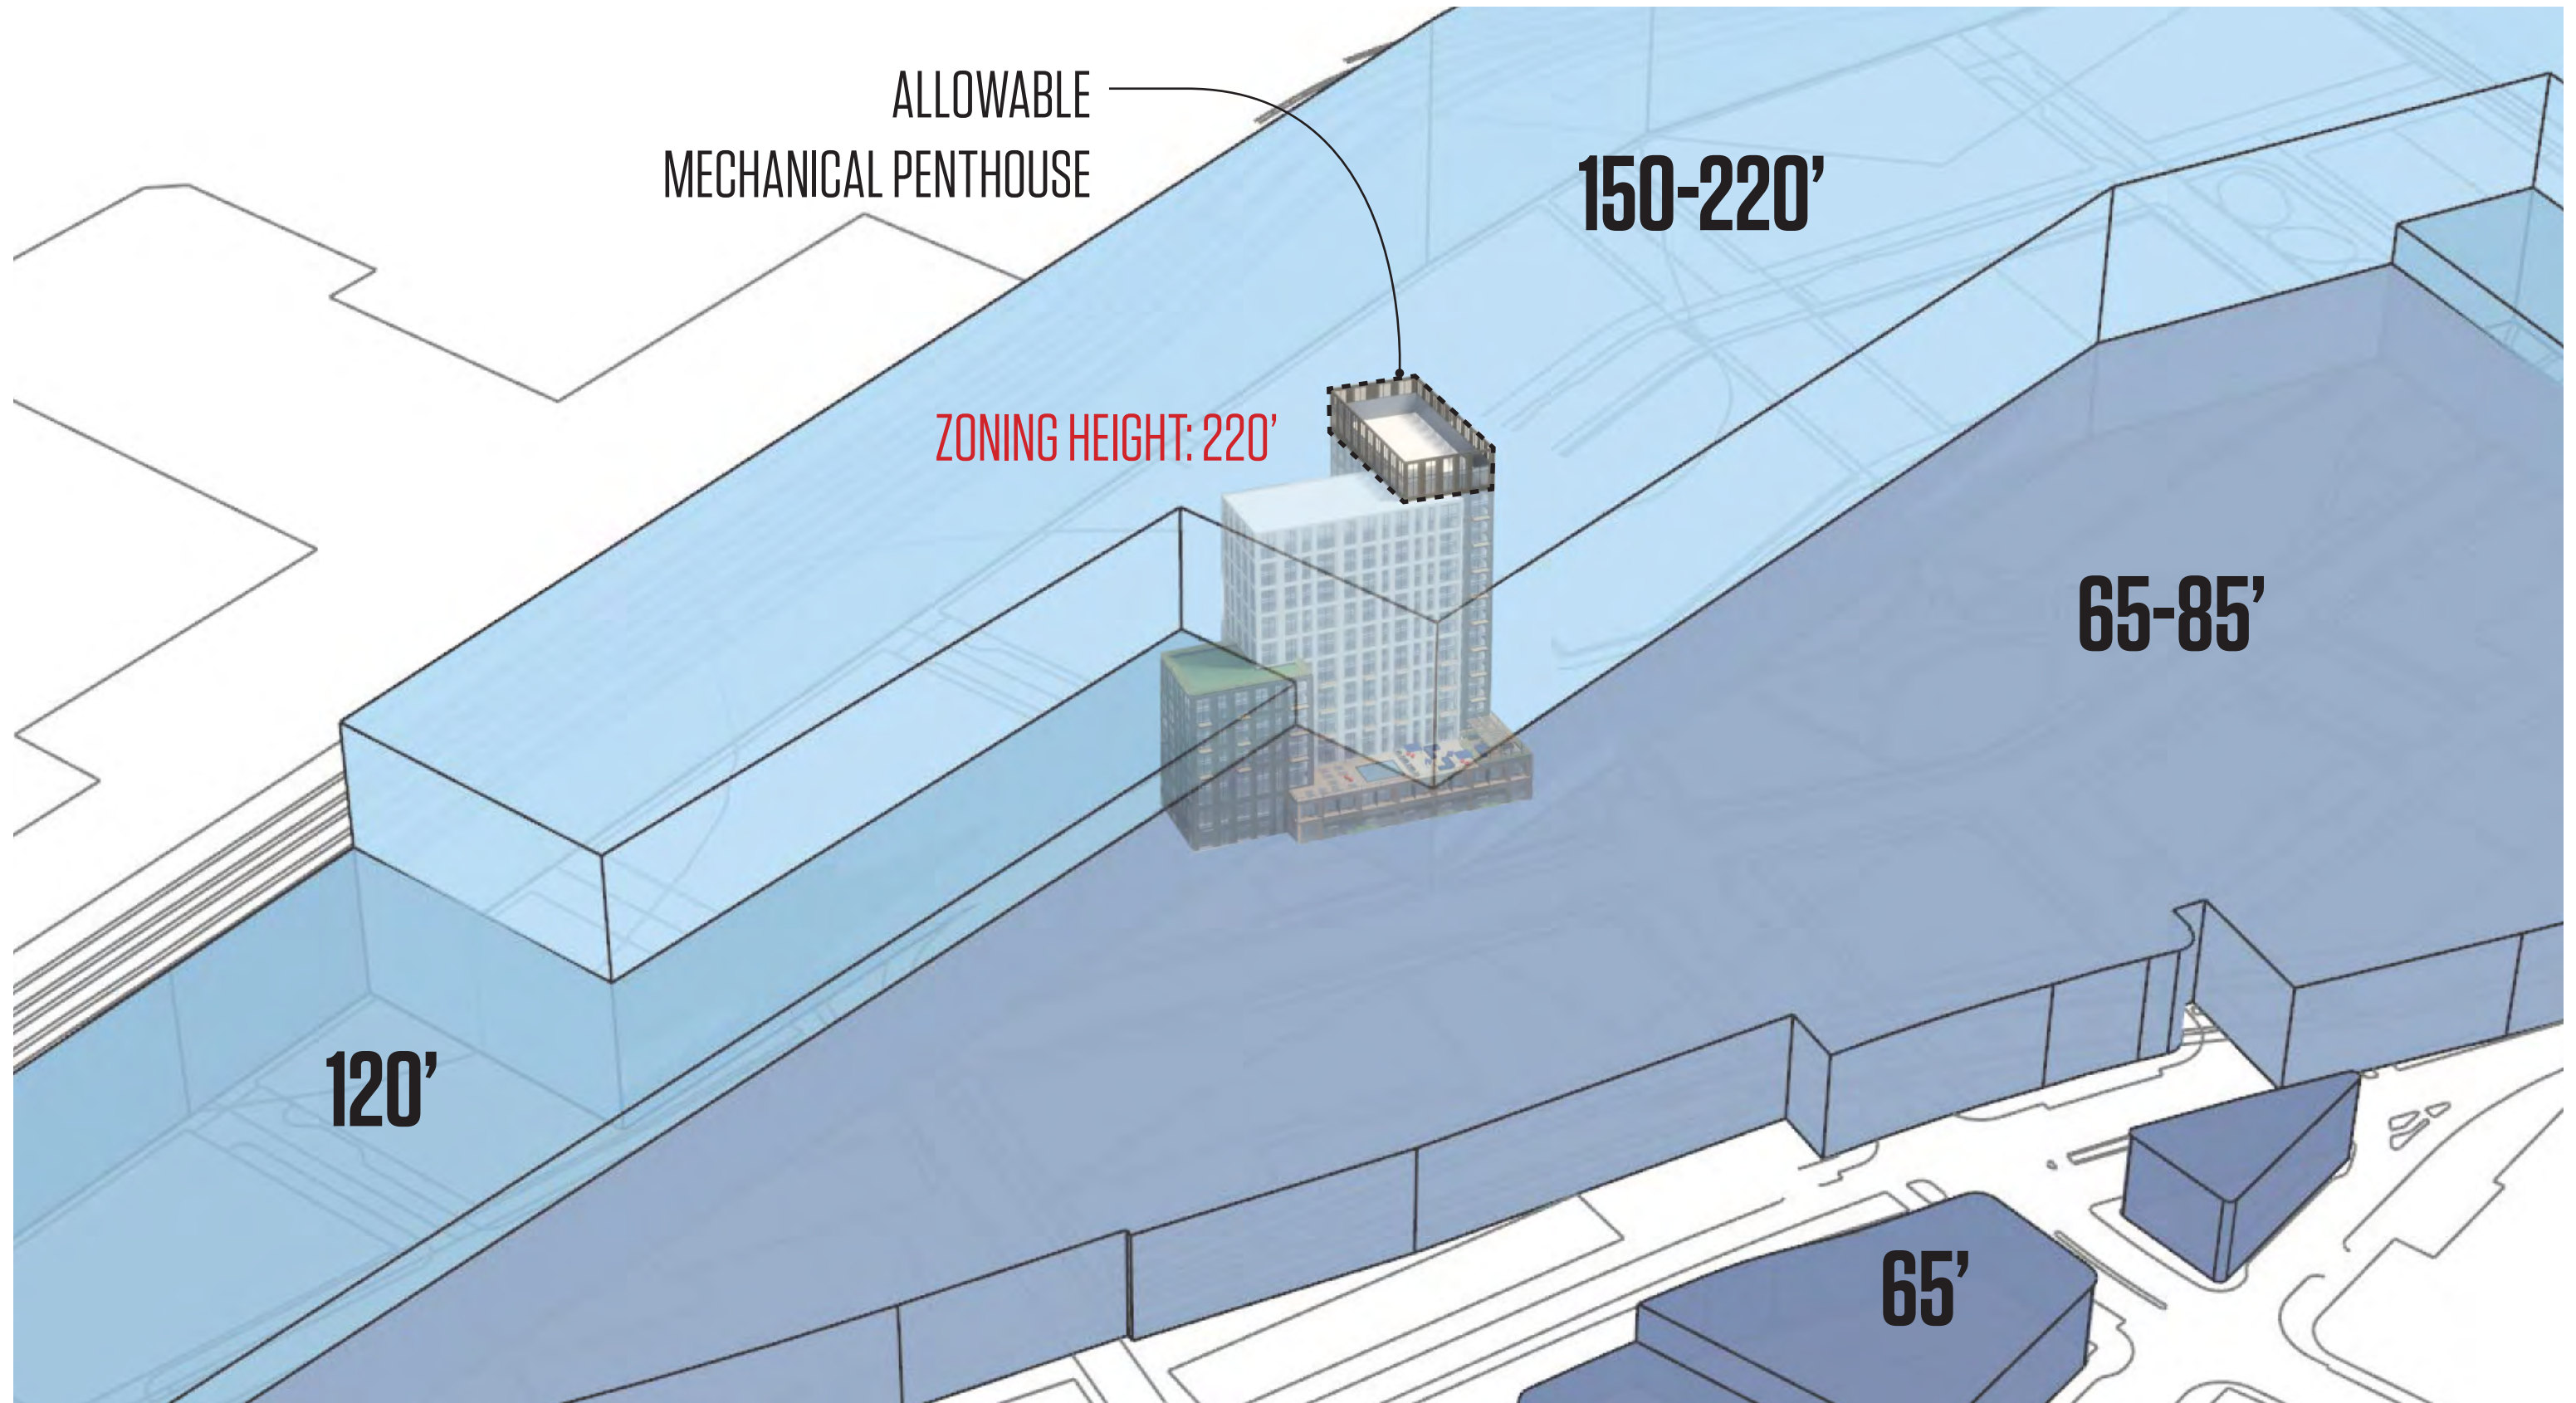 ALLOWABLE
MECHANICAL PENTHOUSE
150-220’
ZONING HEIGHT: 220’
65-85’
120’
65’